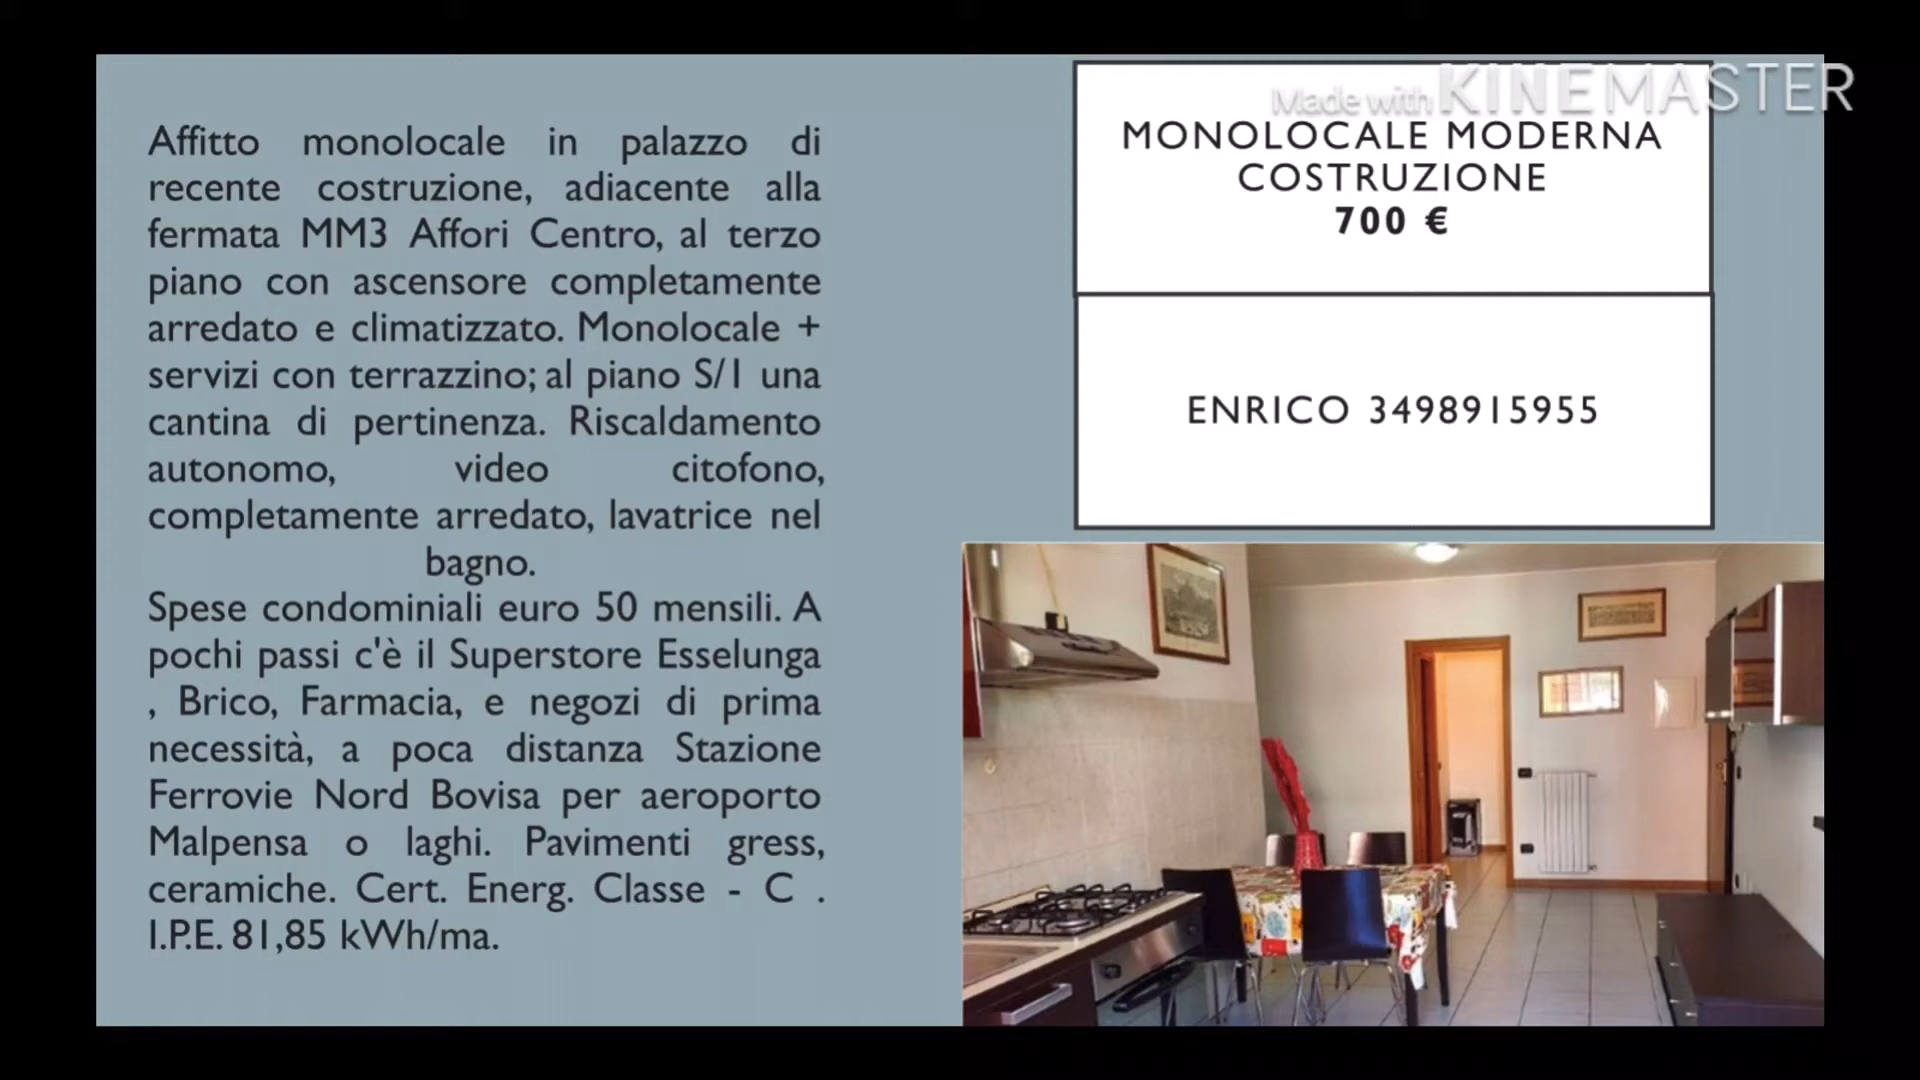 Affitto monolocale in palazzo di
recente costruzione, adiacente alla
fermata MM3 Affori Centro, al terzo
piano con ascensore completamente
arredato e climatizzato. Monolocale +
servizi con terrazzino; al piano S/1 una
cantina di pertinenza. Riscaldamento
autonomo, video citofono,
completamente arredato, lavatrice nel
bagno.
Spese condominiali euro 50 mensili. A
pochi passi c'è il Superstore Esselunga
, Brico, Farmacia, e negozi di prima
necessità, a poca distanza Stazione
Ferrovie Nord Bovisa per aeroporto
Malpensa o laghi. Pavimenti gress,
ceramiche. Cert. Energ. Classe - C .
I.P.E. 81,85 kWh/ma.
Made with KINEMASTER
MONOLOCALE MODERNA
COSTRUZIONE
700 €
ENRICO 3498915955